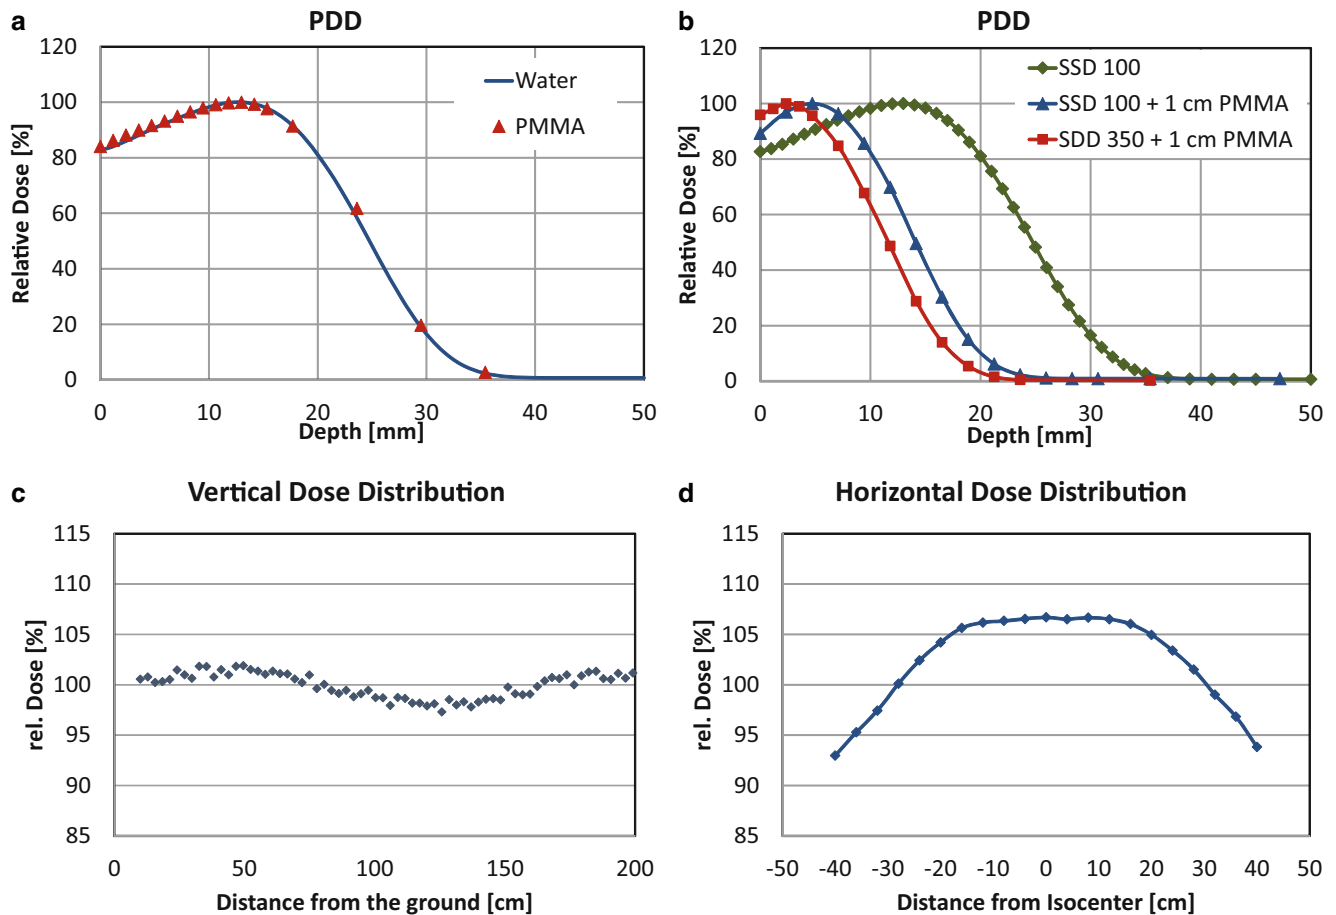 a
PDD
120
100
80
60
40
20
0
Relative Dose [%]
Water
PMMA
0 10 20 30 40 50
Depth [mm]
b
PDD
120
100
80
60
40
20
0
Relative Dose [%]
SSD 100
SSD 100 + 1 cm PMMA
SDD 350 + 1 cm PMMA
0 10 20 30 40 50
Depth [mm]
c
Vertical Dose Distribution
115
110
105
100
95
90
85
rel. Dose [%]
0 50 100 150 200
Distance from the ground [cm]
d
Horizontal Dose Distribution
115
110
105
100
95
90
85
rel. Dose [%]
-50 -40 -30 -20 -10 0 10 20 30 40 50
Distance from Isocenter [cm]